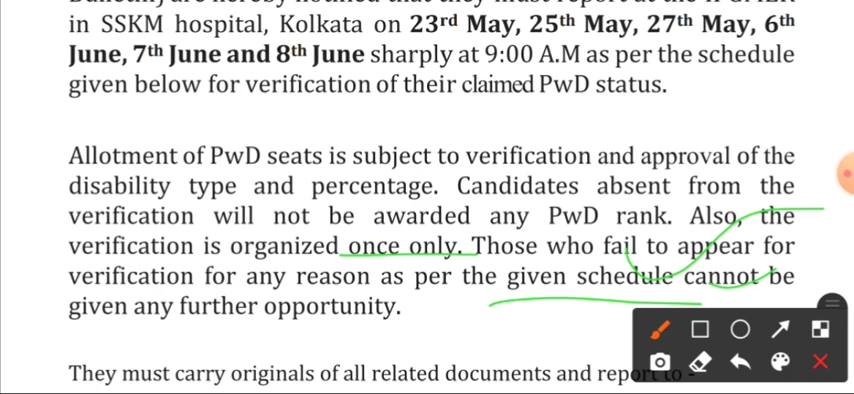 in SSKM hospital, Kolkata on 23rd May, 25th May, 27th May, 6th
June, 7th June and 8th June sharply at 9:00 A.M as per the schedule
given below for verification of their claimed PwD status.
Allotment of PwD seats is subject to verification and approval of the
disability type and percentage. Candidates absent from the
verification will not be awarded any PwD rank. Also, the
verification is organized once only. Those who fail to appear for
verification for any reason as per the given schedule cannot be
given any further opportunity.
They must carry originals of all related documents and report to -